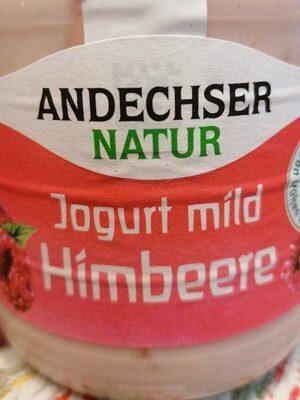 ANDECHSER
NATUR
Jogurt mild
Himbeere